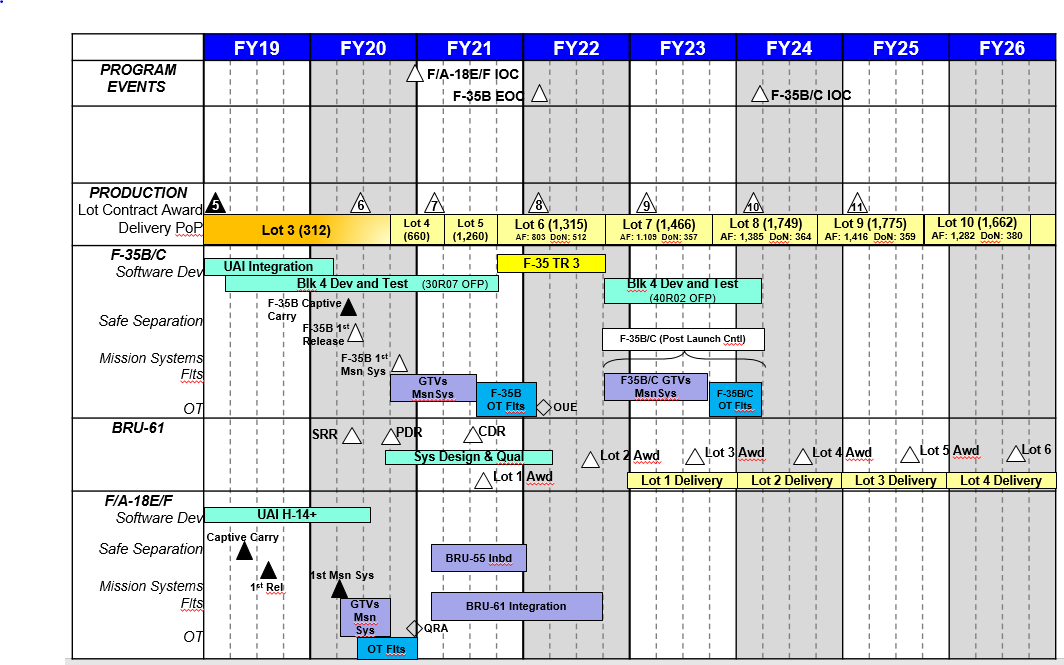 FY19 FY20 FY21 FY22 FY23 FY24 FY25 FY26
PROGRAM
EVENTS
F/A-18E/F IOC
F-35B EOC
F-35B/C IOC
PRODUCTION
Lot Contract Award
5 6 7 8 9 10 11
Delivery PoP
Lot 3 (312)
Lot 4
(660)
Lot 5
(1,260)
Lot 6 (1,315)
AF: 803 DoN: 512
Lot 7 (1,466)
AF: 1.109 DoN: 357
Lot 8 (1,749)
AF: 1,385 DoN: 364
Lot 9 (1,775)
AF: 1,416 DoN: 359
Lot 10 (1,662)
AF: 1,282 DoN: 380
F-35B/C
Software Dev
UAI Integration
F-35 TR 3
Blk 4 Dev and Test (30R07 OFP)
Blk 4 Dev and Test
(40R02 OFP)
F-35B Captive
Carry
Safe Separation
F-35B 1st
Release
F-35B/C (Post Launch Cntl)
Mission Systems
Flts
F-35B 1st
Msn Sys
GTVs
MsnSys
F-35B
OT Flts
F35B/C GTVs
MsnSys
F-35B/C
OT Flts
OT
OUE
BRU-61
SRR
PDR
CDR
Sys Design & Qual
Lot 1 Awd
Lot 2 Awd
Lot 3 Awd
Lot 4 Awd
Lot 5 Awd
Lot 6
Lot 1 Delivery
Lot 2 Delivery
Lot 3 Delivery
Lot 4 Delivery
F/A-18E/F
Software Dev
UAI H-14+
Captive Carry
Safe Separation
1st Rel
BRU-55 Inbd
Mission Systems
Flts
1st Msn Sys
GTVs
Msn
Sys
BRU-61 Integration
OT
QRA
OT Flts